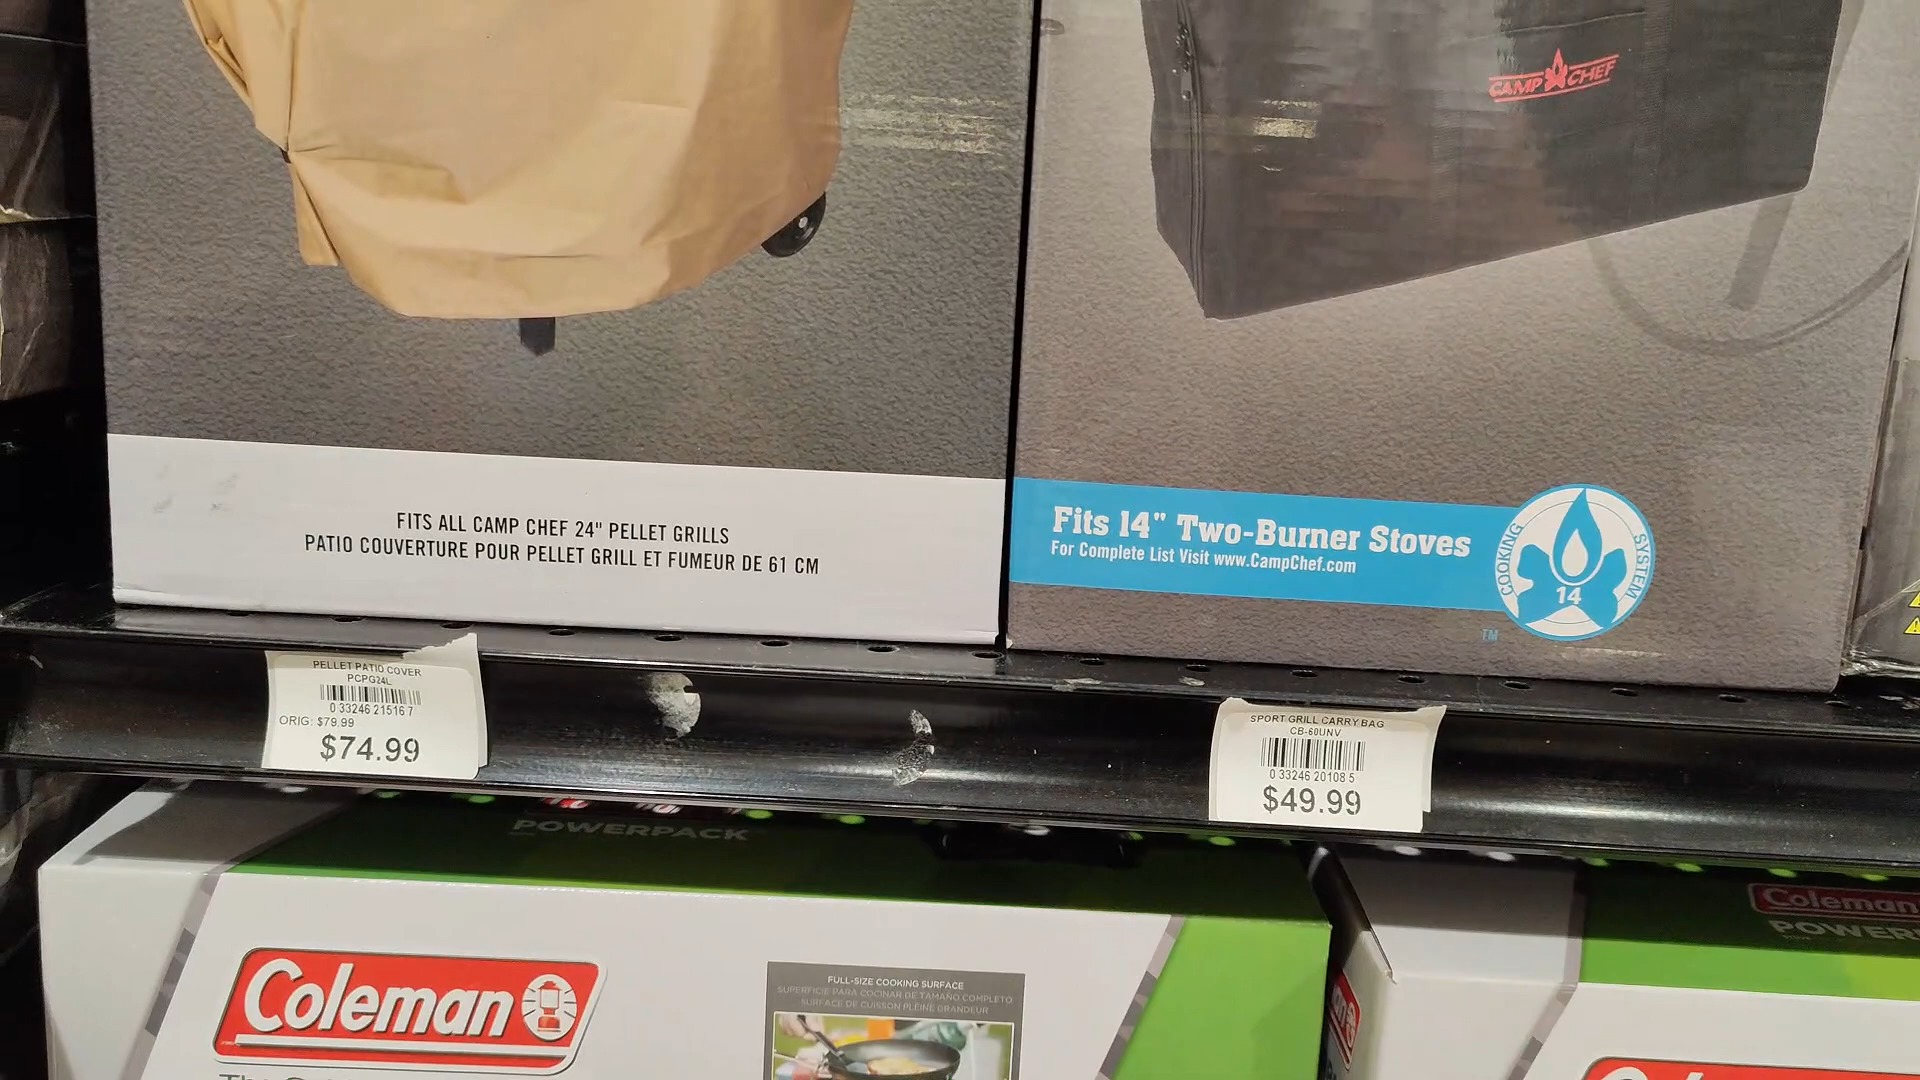 CAMP CHEF
FITS ALL CAMP CHEF 24" PELLET GRILLS
PATIO COUVERTURE POUR PELLET GRILL ET FUMEUR DE 61 CM
Fits 14" Two-Burner Stoves
For Complete List Visit www.CampChef.com
COOKING SYSTEM
14
TM
PELLET PATIO COVER
PCPG24L
0 33246 21516 7
ORIG: $79.99
$74.99
SPORT GRILL CARRY BAG
CB-60UNV
0 33246 20108 5
$49.99
POWERPACK
Coleman
FULL-SIZE COOKING SURFACE
SUPERFICIE PARA COCINAR DE TAMAÑO COMPLETO
SURFACE DE CUISSON PLEINE GRANDEUR
Coleman